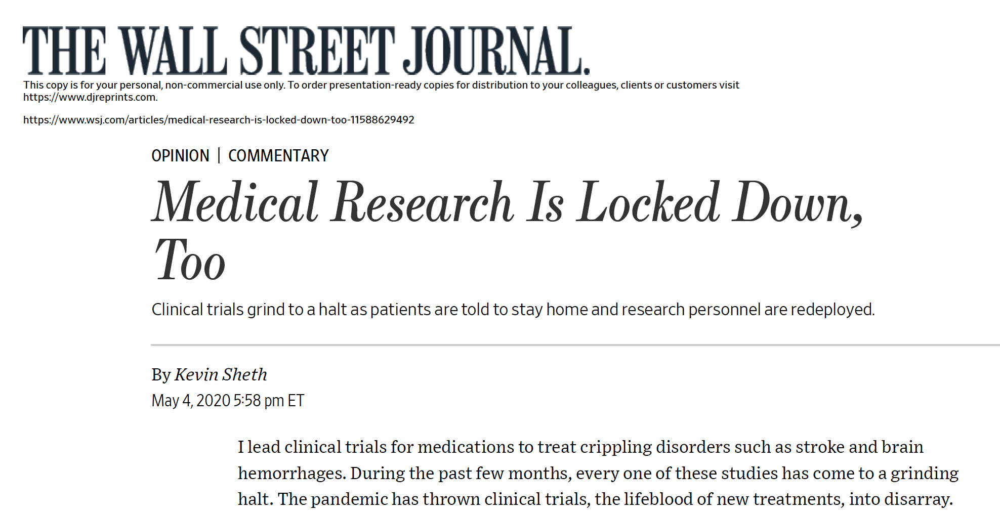 THE WALL STREET JOURNAL.
This copy is for your personal, non-commercial use only. To order presentation-ready copies for distribution to your colleagues, clients or customers visit
https://www.djreprints.com.
https://www.wsj.com/articles/medical-research-is-locked-down-too-11588629492
OPINION | COMMENTARY
Medical Research Is Locked Down,
Too
Clinical trials grind to a halt as patients are told to stay home and research personnel are redeployed.
By Kevin Sheth
May 4, 2020 5:58 pm ET
I lead clinical trials for medications to treat crippling disorders such as stroke and brain
hemorrhages. During the past few months, every one of these studies has come to a grinding
halt. The pandemic has thrown clinical trials, the lifeblood of new treatments, into disarray.